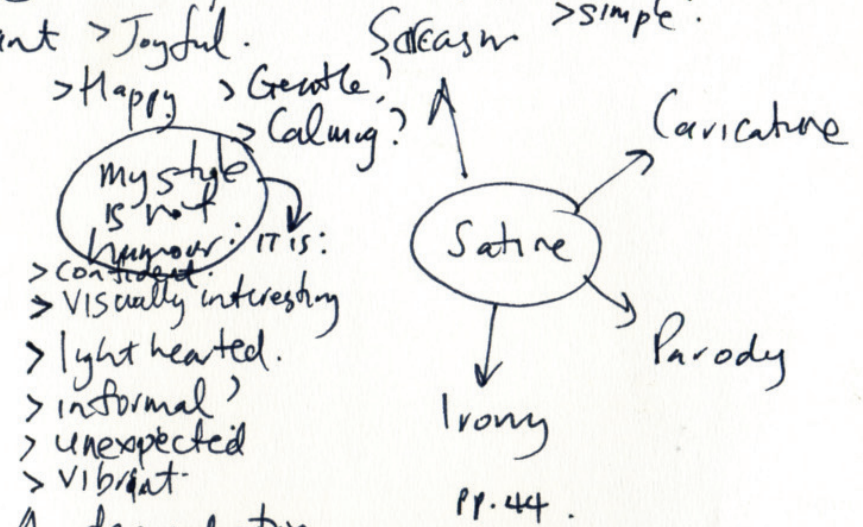 > simple.
> Joyful.
Sarcasm
> Happy > Gentle?
> Calming?
Caricature
my style
is not
humour: IT IS:
Satire
> confident.
> visually interesting
> light hearted.
> informal?
> unexpected
> vibrant
Parody
Irony
pp. 44.